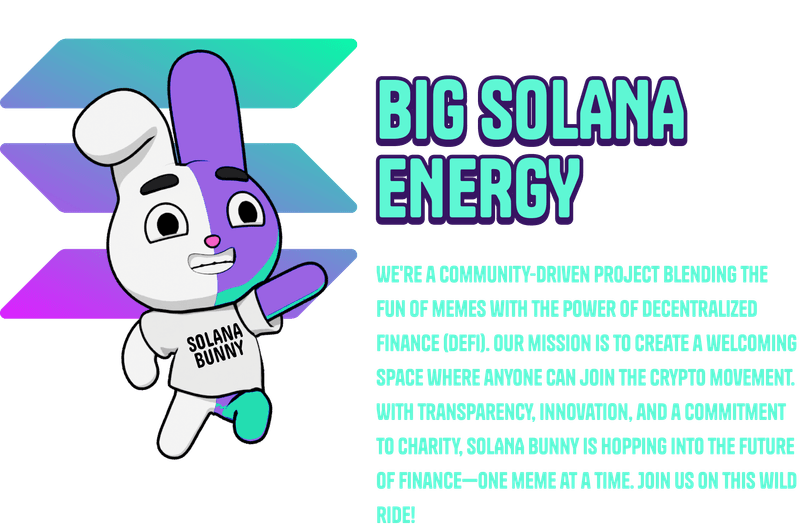 BIG SOLANA
ENERGY
WE'RE A COMMUNITY-DRIVEN PROJECT BLENDING THE
FUN OF MEMES WITH THE POWER OF DECENTRALIZED
FINANCE (DEFI). OUR MISSION IS TO CREATE A WELCOMING
SPACE WHERE ANYONE CAN JOIN THE CRYPTO MOVEMENT.
WITH TRANSPARENCY, INNOVATION, AND A COMMITMENT
TO CHARITY, SOLANA BUNNY IS HOPPING INTO THE FUTURE
OF FINANCE—ONE MEME AT A TIME. JOIN US ON THIS WILD
RIDE!
SOLANA
BUNNY